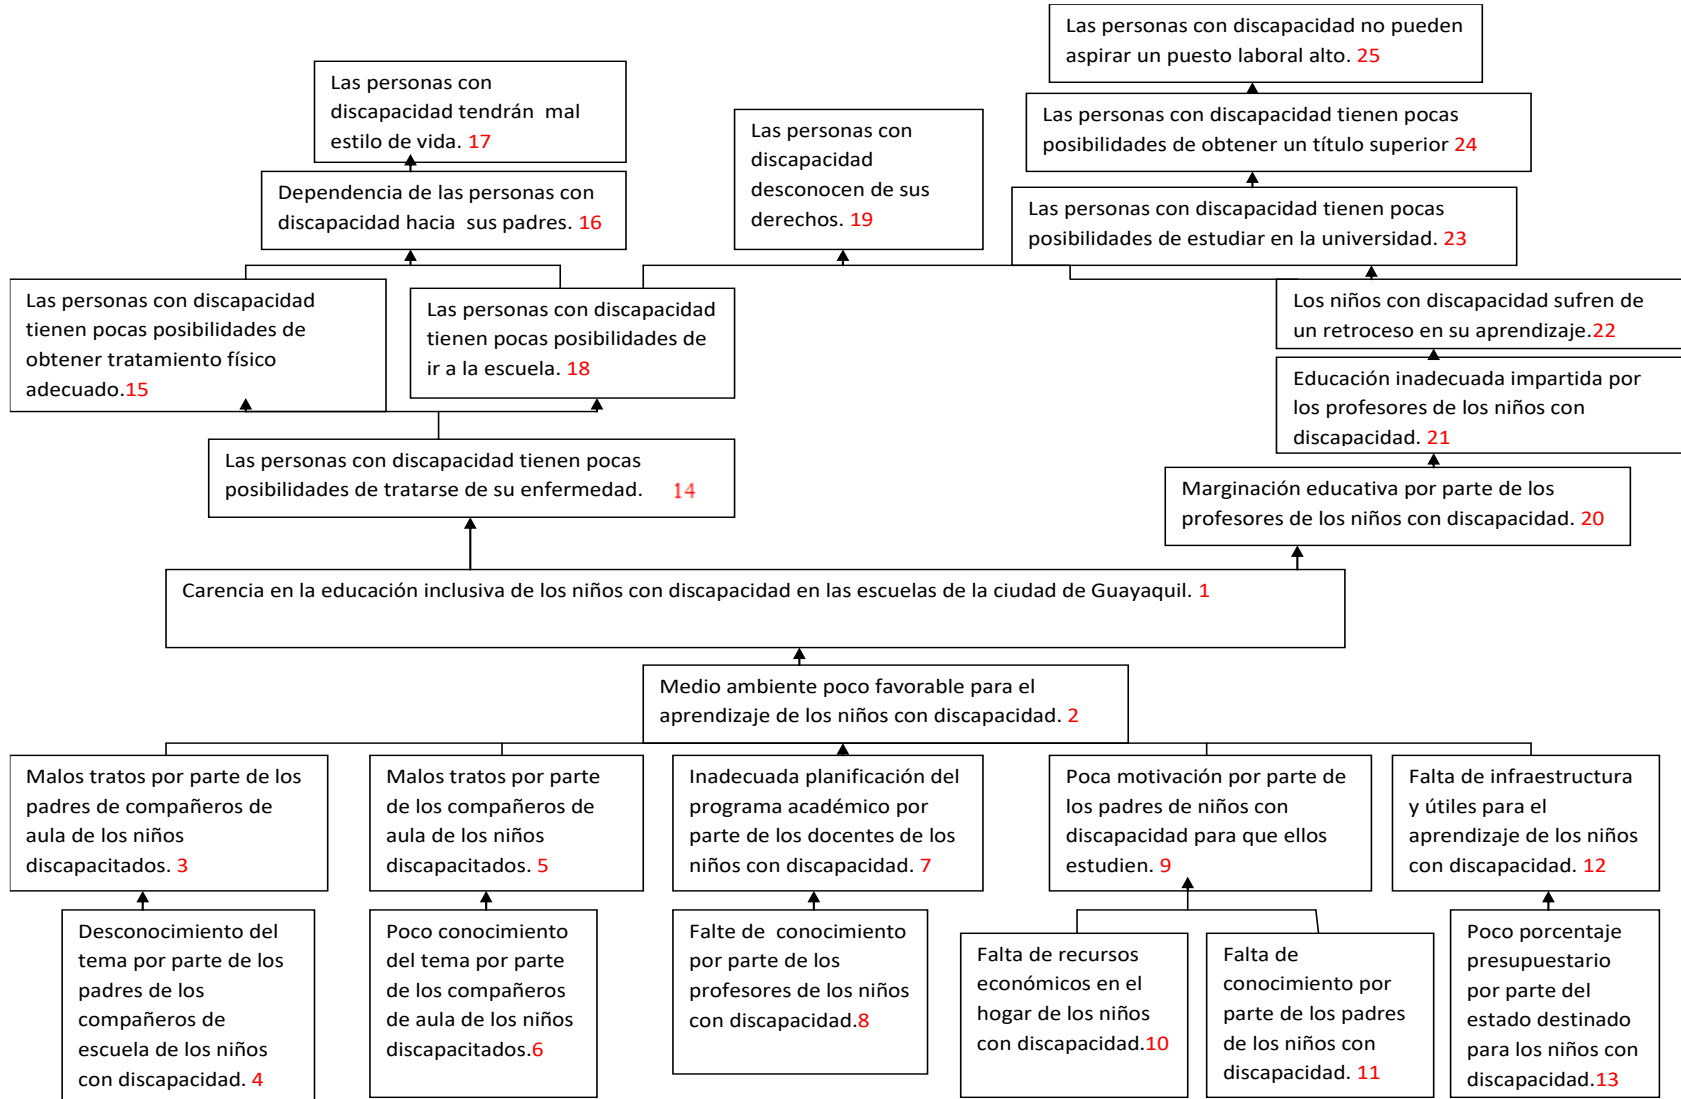 Las personas con discapacidad no pueden
aspirar un puesto laboral alto. 25
Las personas con
discapacidad tendrán mal
estilo de vida. 17
Las personas con discapacidad tienen pocas
posibilidades de obtener un título superior 24
Las personas con
discapacidad
desconocen de sus
derechos. 19
Dependencia de las personas con
discapacidad hacia sus padres. 16
Las personas con discapacidad tienen pocas
posibilidades de estudiar en la universidad. 23
Las personas con discapacidad
tienen pocas posibilidades de
obtener tratamiento físico
adecuado.15
Las personas con discapacidad
tienen pocas posibilidades de
ir a la escuela. 18
Los niños con discapacidad sufren de
un retroceso en su aprendizaje.22
Educación inadecuada impartida por
los profesores de los niños con
discapacidad. 21
Las personas con discapacidad tienen pocas
posibilidades de tratarse de su enfermedad. 14
Marginación educativa por parte de los
profesores de los niños con discapacidad. 20
Carencia en la educación inclusiva de los niños con discapacidad en las escuelas de la ciudad de Guayaquil. 1
Medio ambiente poco favorable para el
aprendizaje de los niños con discapacidad. 2
Malos tratos por parte de los
padres de compañeros de
aula de los niños
discapacitados. 3
Malos tratos por parte
de los compañeros de
aula de los niños
discapacitados. 5
Inadecuada planificación del
programa académico por
parte de los docentes de los
niños con discapacidad. 7
Poca motivación por parte de
los padres de niños con
discapacidad para que ellos
estudien. 9
Falta de infraestructura
y útiles para el
aprendizaje de los niños
con discapacidad. 12
Desconocimiento del
tema por parte de los
padres de los
compañeros de
escuela de los niños
con discapacidad. 4
Poco conocimiento
del tema por parte
de los compañeros
de aula de los niños
discapacitados.6
Falte de conocimiento
por parte de los
profesores de los niños
con discapacidad.8
Falta de recursos
económicos en el
hogar de los niños
con discapacidad.10
Falta de
conocimiento por
parte de los padres
de los niños con
discapacidad. 11
Poco porcentaje
presupuestario
por parte del
estado destinado
para los niños con
discapacidad.13